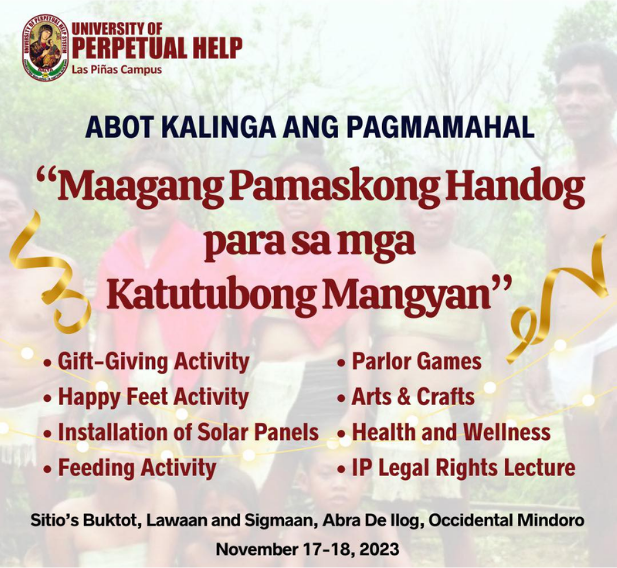 UNIVERSITY OF
PERPETUAL HELP
Las Piñas Campus
ABOT KALINGA ANG PAGMAMAHAL
“Maagang Pamaskong Handog
para sa mga
Katutubong Mangyan”
• Gift-Giving Activity
• Happy Feet Activity
• Installation of Solar Panels
• Feeding Activity
• Parlor Games
• Arts & Crafts
• Health and Wellness
• IP Legal Rights Lecture
Sitio's Buktot, Lawaan and Sigmaan, Abra De Ilog, Occidental Mindoro
November 17-18, 2023